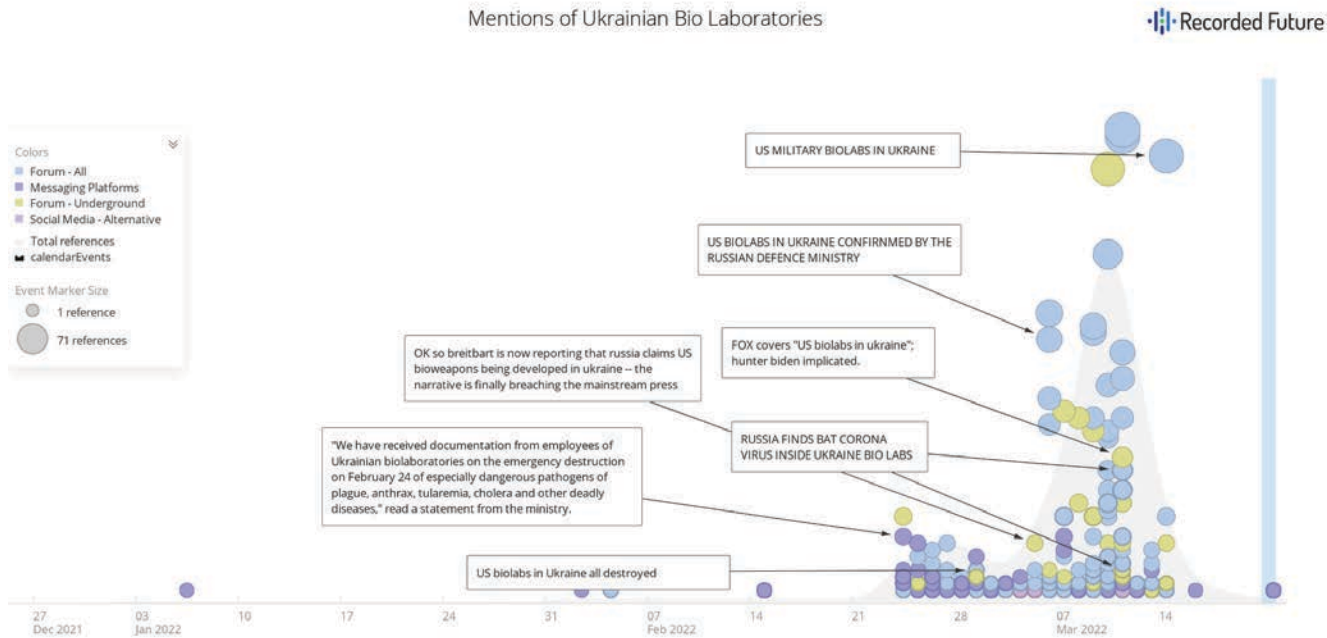 Mentions of Ukrainian Bio Laboratories
Recorded Future
Colors
Forum - All
Messaging Platforms
Forum - Underground
Social Media - Alternative
Total references
calendarEvents
Event Marker Size
1 reference
71 references
US MILITARY BIOLABS IN UKRAINE
US BIOLABS IN UKRAINE CONFIRNMED BY THE
RUSSIAN DEFENCE MINISTRY
FOX covers "US biolabs in ukraine";
hunter biden implicated.
OK so breitbart is now reporting that russia claims US
bioweapons being developed in ukraine -- the
narrative is finally breaching the mainstream press
RUSSIA FINDS BAT CORONA
VIRUS INSIDE UKRAINE BIO LABS
"We have received documentation from employees of
Ukrainian biolaboratories on the emergency destruction
on February 24 of especially dangerous pathogens of
plague, anthrax, tularemia, cholera and other deadly
diseases," read a statement from the ministry.
US biolabs in Ukraine all destroyed
27 03 10 17 24 31 07 14 21 28 07 14
Dec 2021 Jan 2022 Feb 2022 Mar 2022